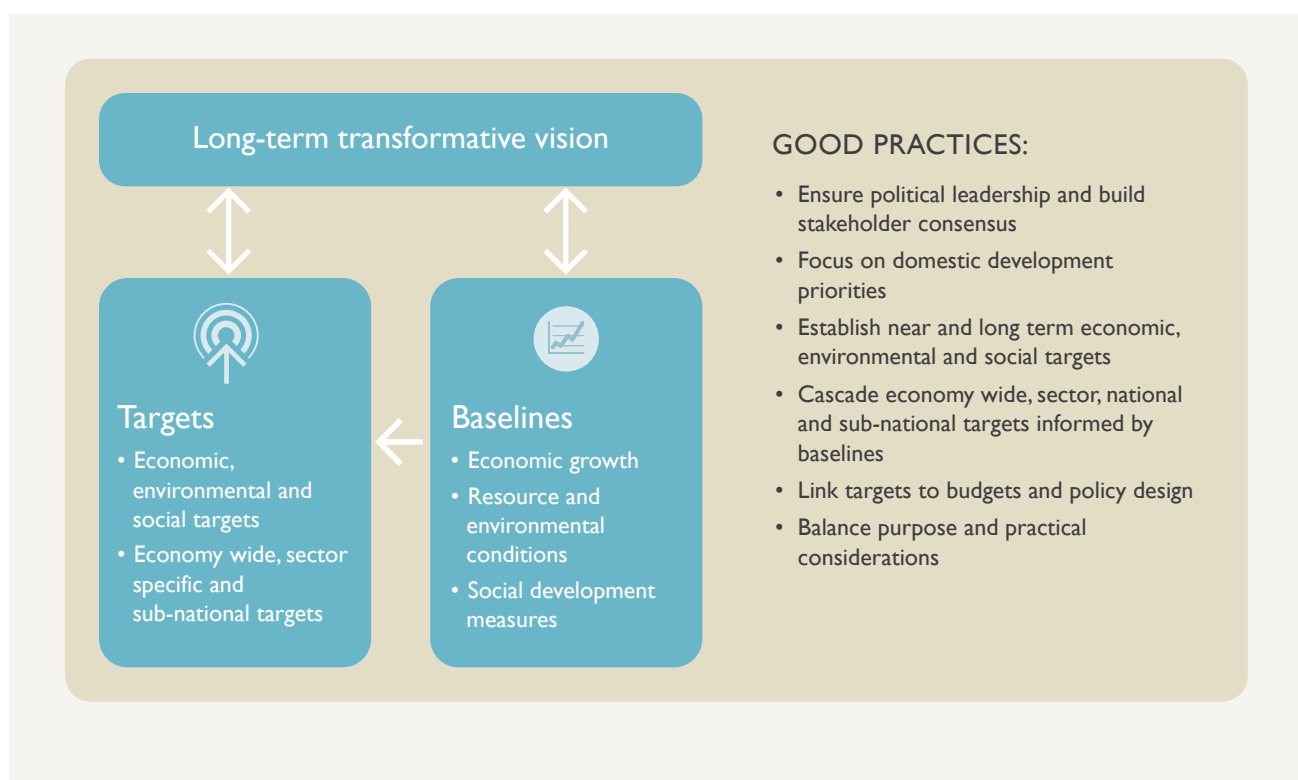 Long-term transformative vision
Targets
• Economic,
environmental and
social targets
• Economy wide, sector
specific and
sub-national targets
Baselines
• Economic growth
• Resource and
environmental
conditions
• Social development
measures
GOOD PRACTICES:
• Ensure political leadership and build
stakeholder consensus
• Focus on domestic development
priorities
• Establish near and long term economic,
environmental and social targets
• Cascade economy wide, sector, national
and sub-national targets informed by
baselines
• Link targets to budgets and policy design
• Balance purpose and practical
considerations